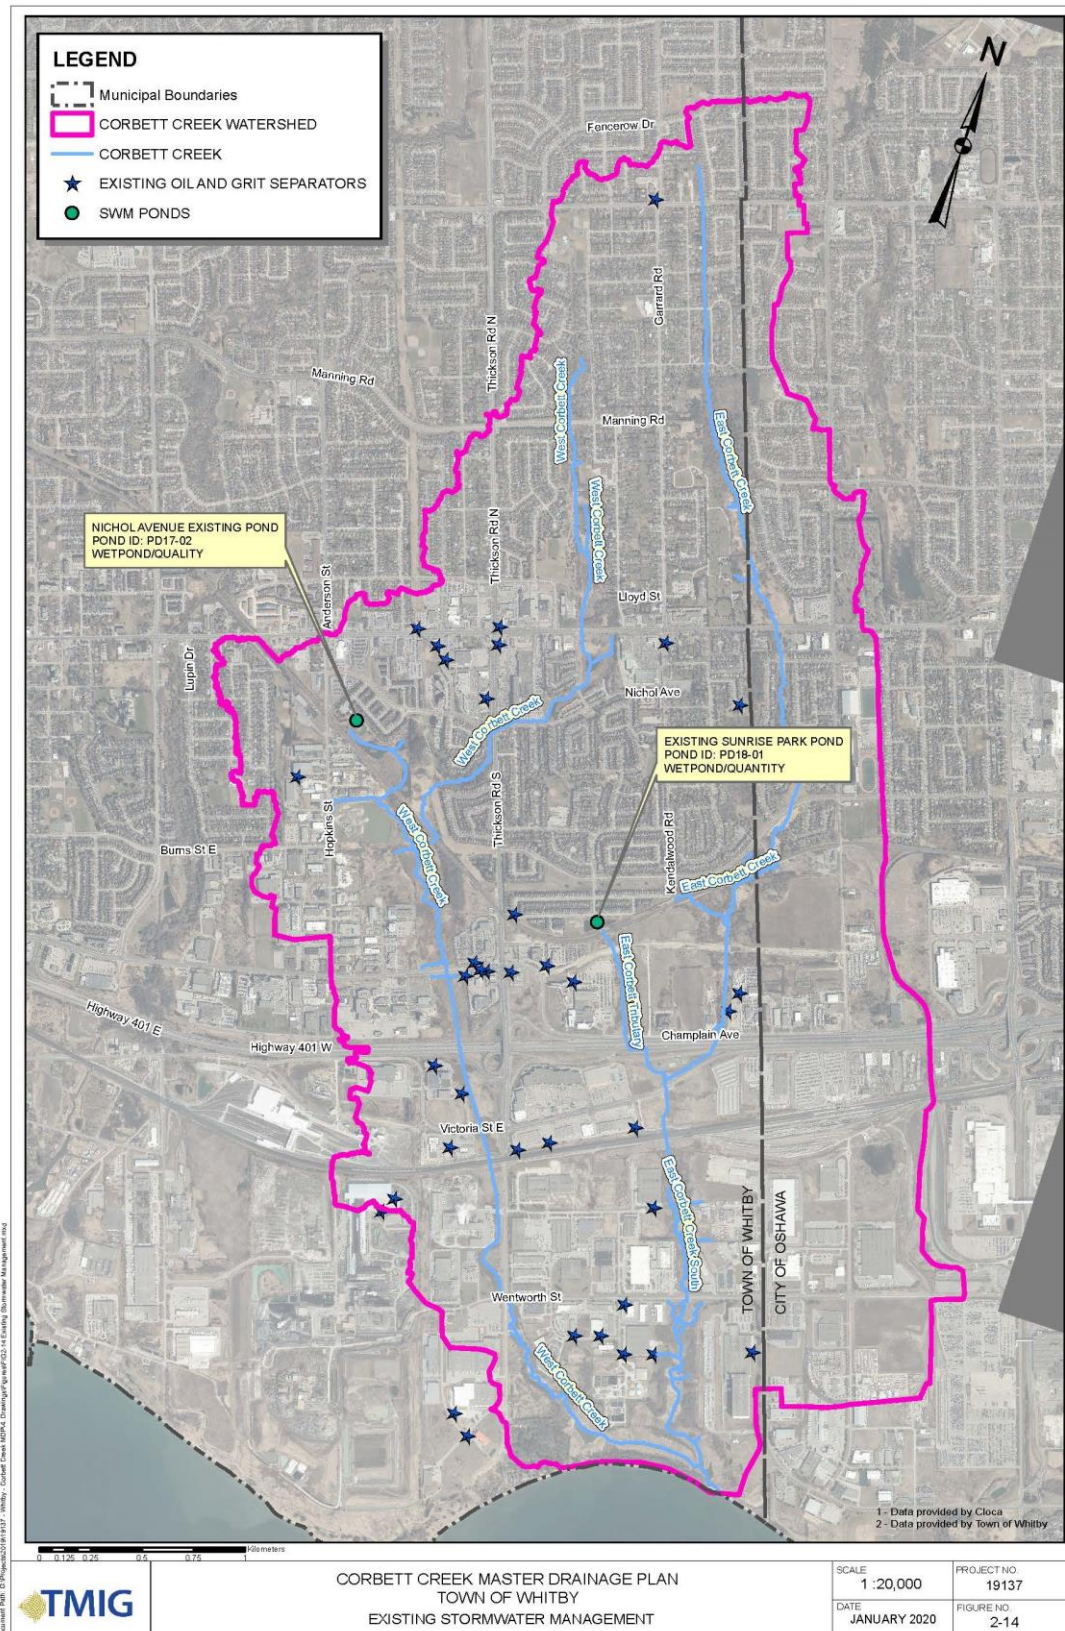 LEGEND
Municipal Boundaries
CORBETT CREEK WATERSHED
CORBETT CREEK
EXISTING OIL AND GRIT SEPARATORS
SWM PONDS
N
Fencerow Dr
Garrard Rd
Thickson Rd N
Manning Rd
West Corbett Creek
Manning Rd
East Corbett Creek
West Corbett Creek
NICHOL AVENUE EXISTING POND
POND ID: PD17-02
WETPOND/QUALITY
Thickson Rd N
Anderson St
Lloyd St
Lupin Dr
Nichol Ave
West Corbett Creek
EXISTING SUNRISE PARK POND
POND ID: PD18-01
WETPOND/QUANTITY
Thickson Rd S
Hopkins St
West Corbett Creek
Burns St E
Kendalwood Rd
East Corbett Creek
East Corbett Tributary
Highway 401 E
Highway 401 W
Champlain Ave
Victoria St E
East Corbett Creek South
TOWN OF WHITBY
CITY OF OSHAWA
Wentworth St
West Corbett Creek
1 - Data provided by Cloca
2 - Data provided by Town of Whitby
0 0.125 0.25 0.5 0.75 1 Kilometers
TMIG
CORBETT CREEK MASTER DRAINAGE PLAN
TOWN OF WHITBY
EXISTING STORMWATER MANAGEMENT
SCALE
1 :20,000
PROJECT NO.
19137
DATE
JANUARY 2020
FIGURE NO.
2-14